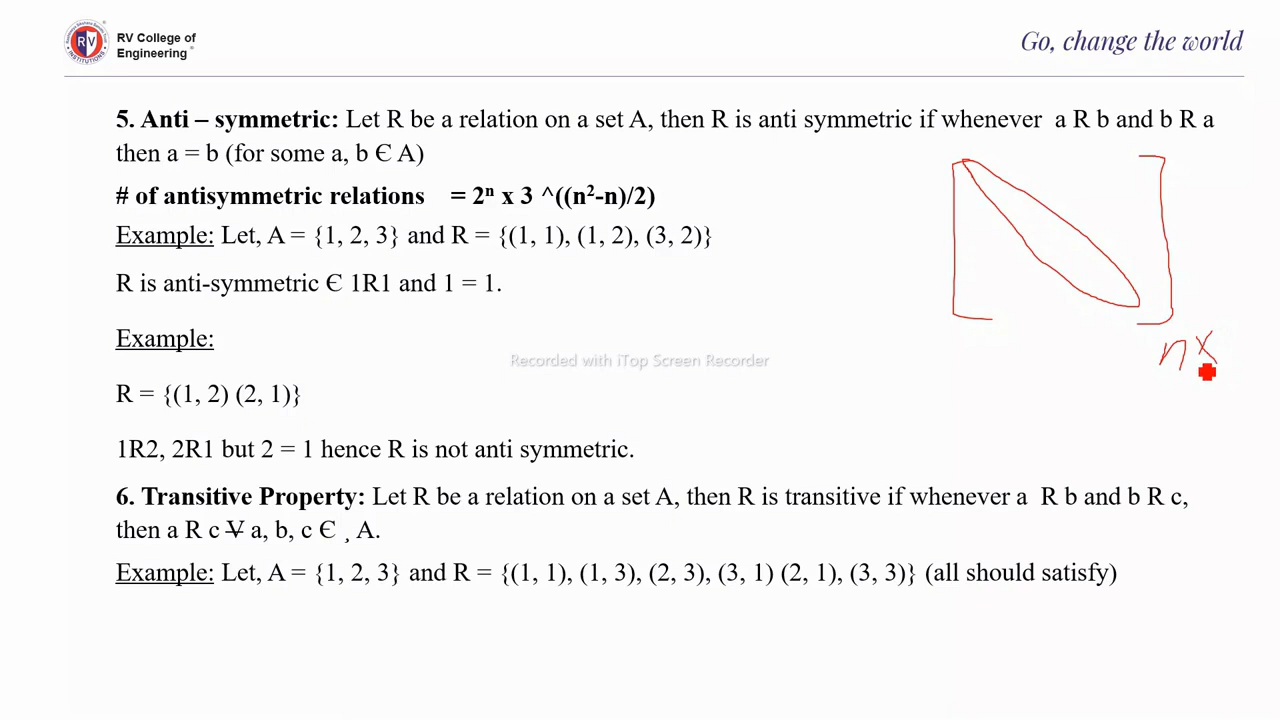 RV College of
Engineering
Go, change the world
5. Anti – symmetric: Let R be a relation on a set A, then R is anti symmetric if whenever a R b and b R a
then a = b (for some a, b Є A)
# of antisymmetric relations = 2ⁿ x 3 ^((n²-n)/2)
Example: Let, A = {1, 2, 3} and R = {(1, 1), (1, 2), (3, 2)}
R is anti-symmetric Є 1R1 and 1 = 1.
Example:
n x
Recorded with iTop Screen Recorder
R = {(1, 2) (2, 1)}
1R2, 2R1 but 2 = 1 hence R is not anti symmetric.
6. Transitive Property: Let R be a relation on a set A, then R is transitive if whenever a R b and b R c,
then a R c ∀ a, b, c Є ¸ A.
Example: Let, A = {1, 2, 3} and R = {(1, 1), (1, 3), (2, 3), (3, 1) (2, 1), (3, 3)} (all should satisfy)